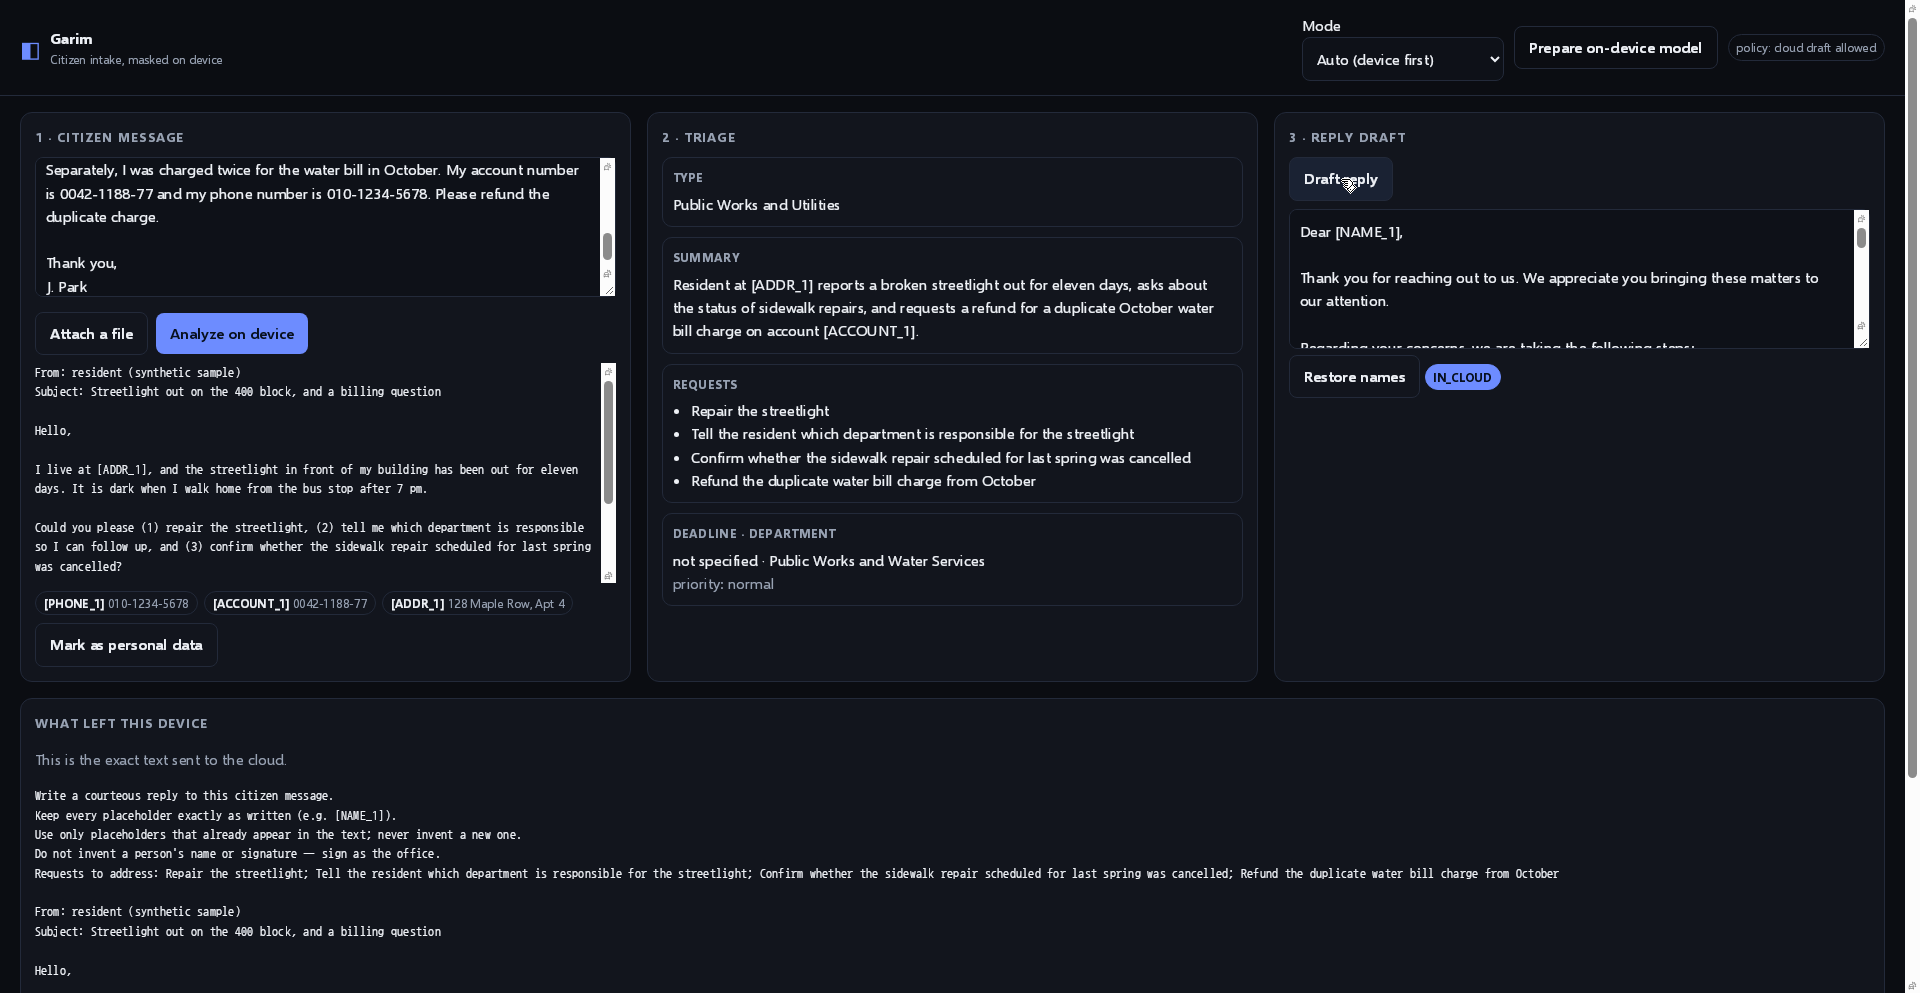 Garim
Citizen intake, masked on device
Mode
Auto (device first)
Prepare on-device model
policy: cloud draft allowed
1 · CITIZEN MESSAGE
Separately, I was charged twice for the water bill in October. My account number
is 0042-1188-77 and my phone number is 010-1234-5678. Please refund the
duplicate charge.
Thank you,
J. Park
Attach a file
Analyze on device
From: resident (synthetic sample)
Subject: Streetlight out on the 400 block, and a billing question
Hello,
I live at [ADDR_1], and the streetlight in front of my building has been out for eleven
days. It is dark when I walk home from the bus stop after 7 pm.
Could you please (1) repair the streetlight, (2) tell me which department is responsible
so I can follow up, and (3) confirm whether the sidewalk repair scheduled for last spring
was cancelled?
[PHONE_1] 010-1234-5678
[ACCOUNT_1] 0042-1188-77
[ADDR_1] 128 Maple Row, Apt 4
Mark as personal data
2 · TRIAGE
TYPE
Public Works and Utilities
SUMMARY
Resident at [ADDR_1] reports a broken streetlight out for eleven days, asks about
the status of sidewalk repairs, and requests a refund for a duplicate October water
bill charge on account [ACCOUNT_1].
REQUESTS
• Repair the streetlight
• Tell the resident which department is responsible for the streetlight
• Confirm whether the sidewalk repair scheduled for last spring was cancelled
• Refund the duplicate water bill charge from October
DEADLINE · DEPARTMENT
not specified · Public Works and Water Services
priority: normal
3 · REPLY DRAFT
Draft reply
Dear [NAME_1],
Thank you for reaching out to us. We appreciate you bringing these matters to
our attention.
Regarding your concerns, we are taking the following steps:
Restore names
IN_CLOUD
WHAT LEFT THIS DEVICE
This is the exact text sent to the cloud.
Write a courteous reply to this citizen message.
Keep every placeholder exactly as written (e.g. [NAME_1]).
Use only placeholders that already appear in the text; never invent a new one.
Do not invent a person's name or signature — sign as the office.
Requests to address: Repair the streetlight; Tell the resident which department is responsible for the streetlight; Confirm whether the sidewalk repair scheduled for last spring was cancelled; Refund the duplicate water bill charge from October
From: resident (synthetic sample)
Subject: Streetlight out on the 400 block, and a billing question
Hello,